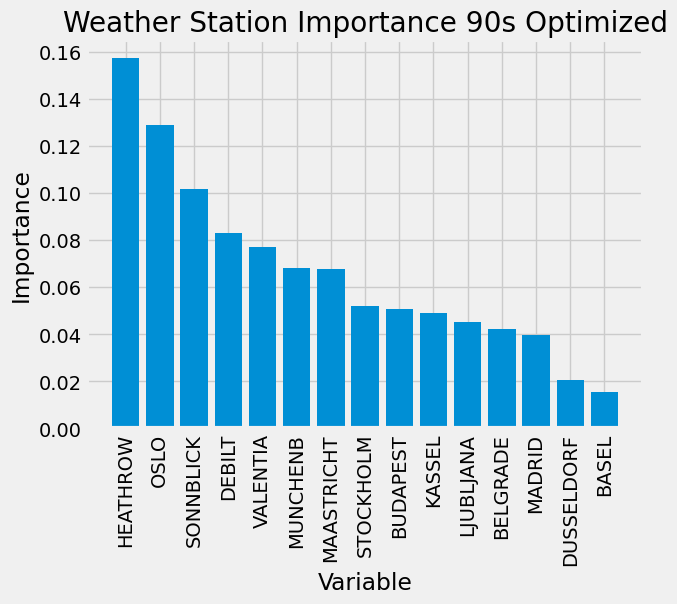 Weather Station Importance 90s Optimized
0.16
0.14
0.12
0.10
0.08
0.06
0.04
0.02
0.00
Importance
HEATHROW
OSLO
SONNBLICK
DEBILT
VALENTIA
MUNCHENB
MAASTRICHT
STOCKHOLM
BUDAPEST
KASSEL
LJUBLJANA
BELGRADE
MADRID
DUSSELDORF
BASEL
Variable